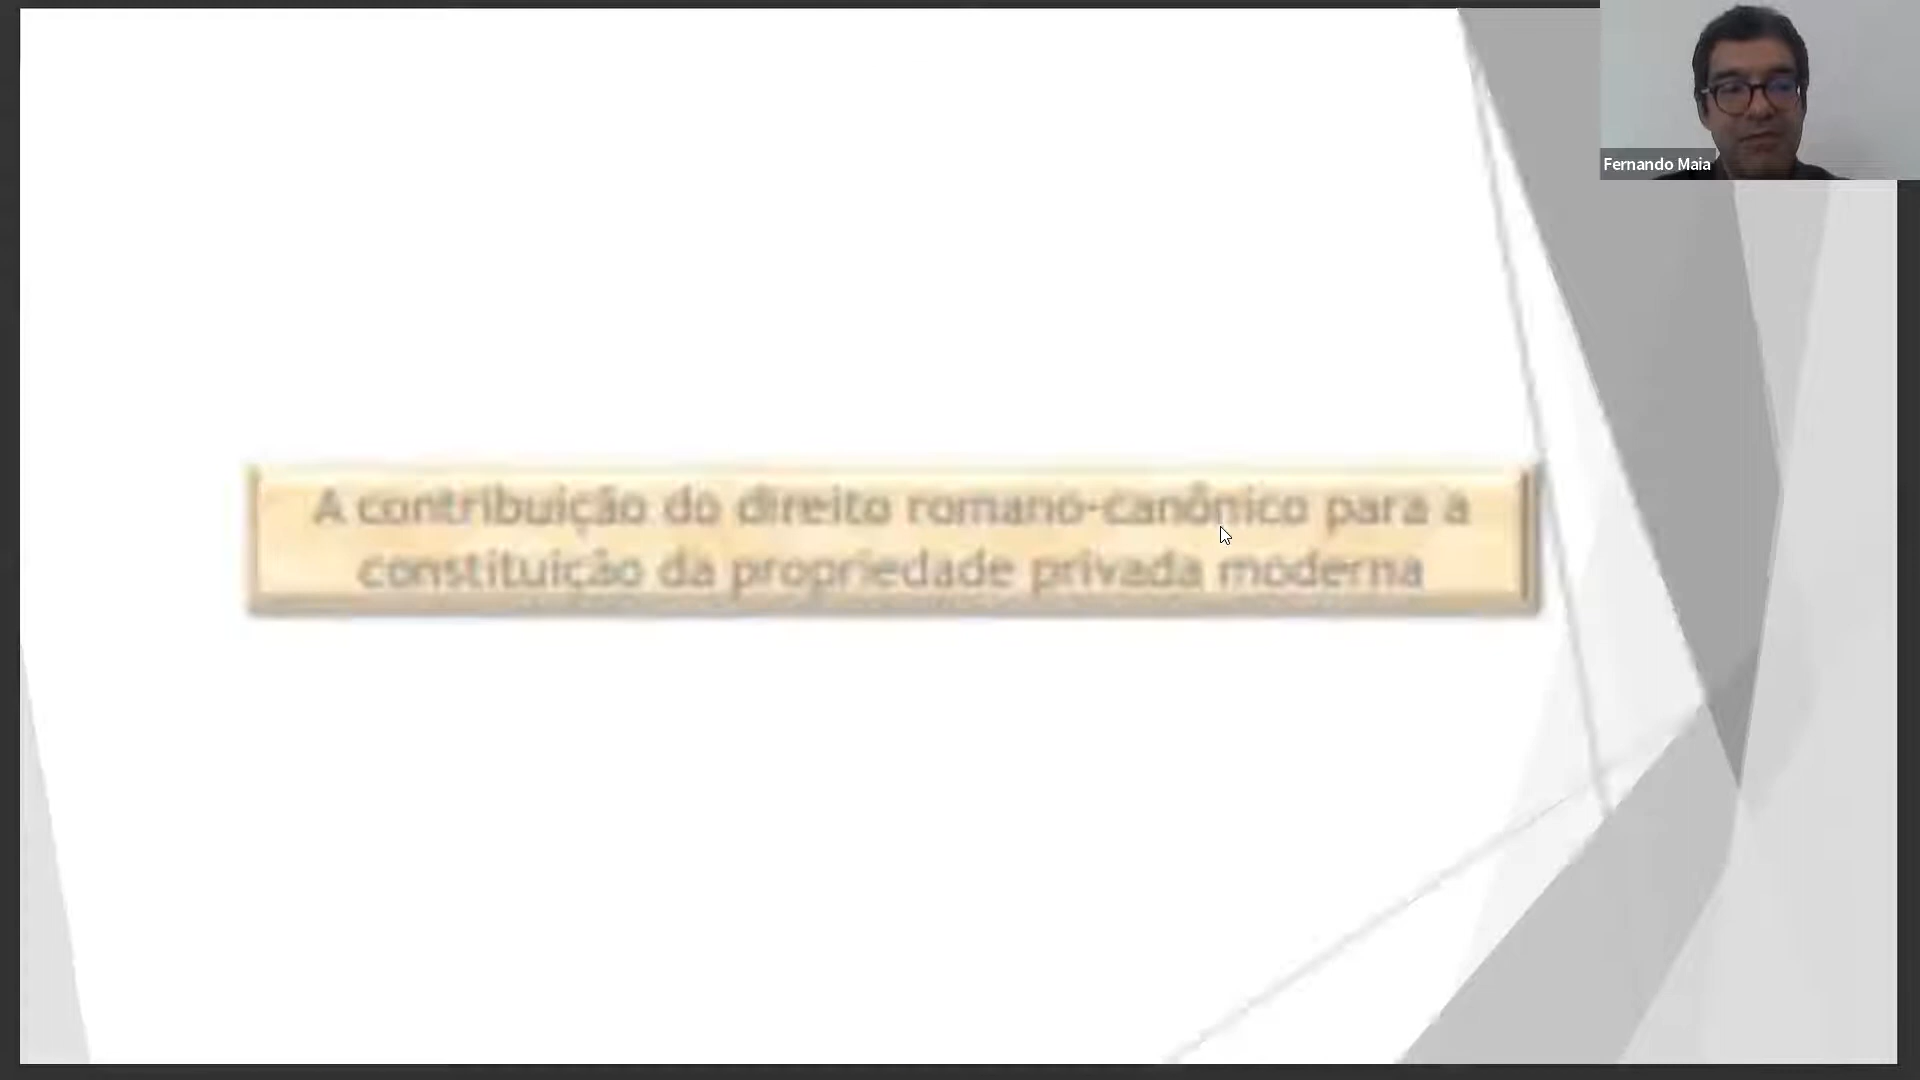 Fernando Maia
A contribuição do direito romano-canônico para a
constituição da propriedade privada moderna